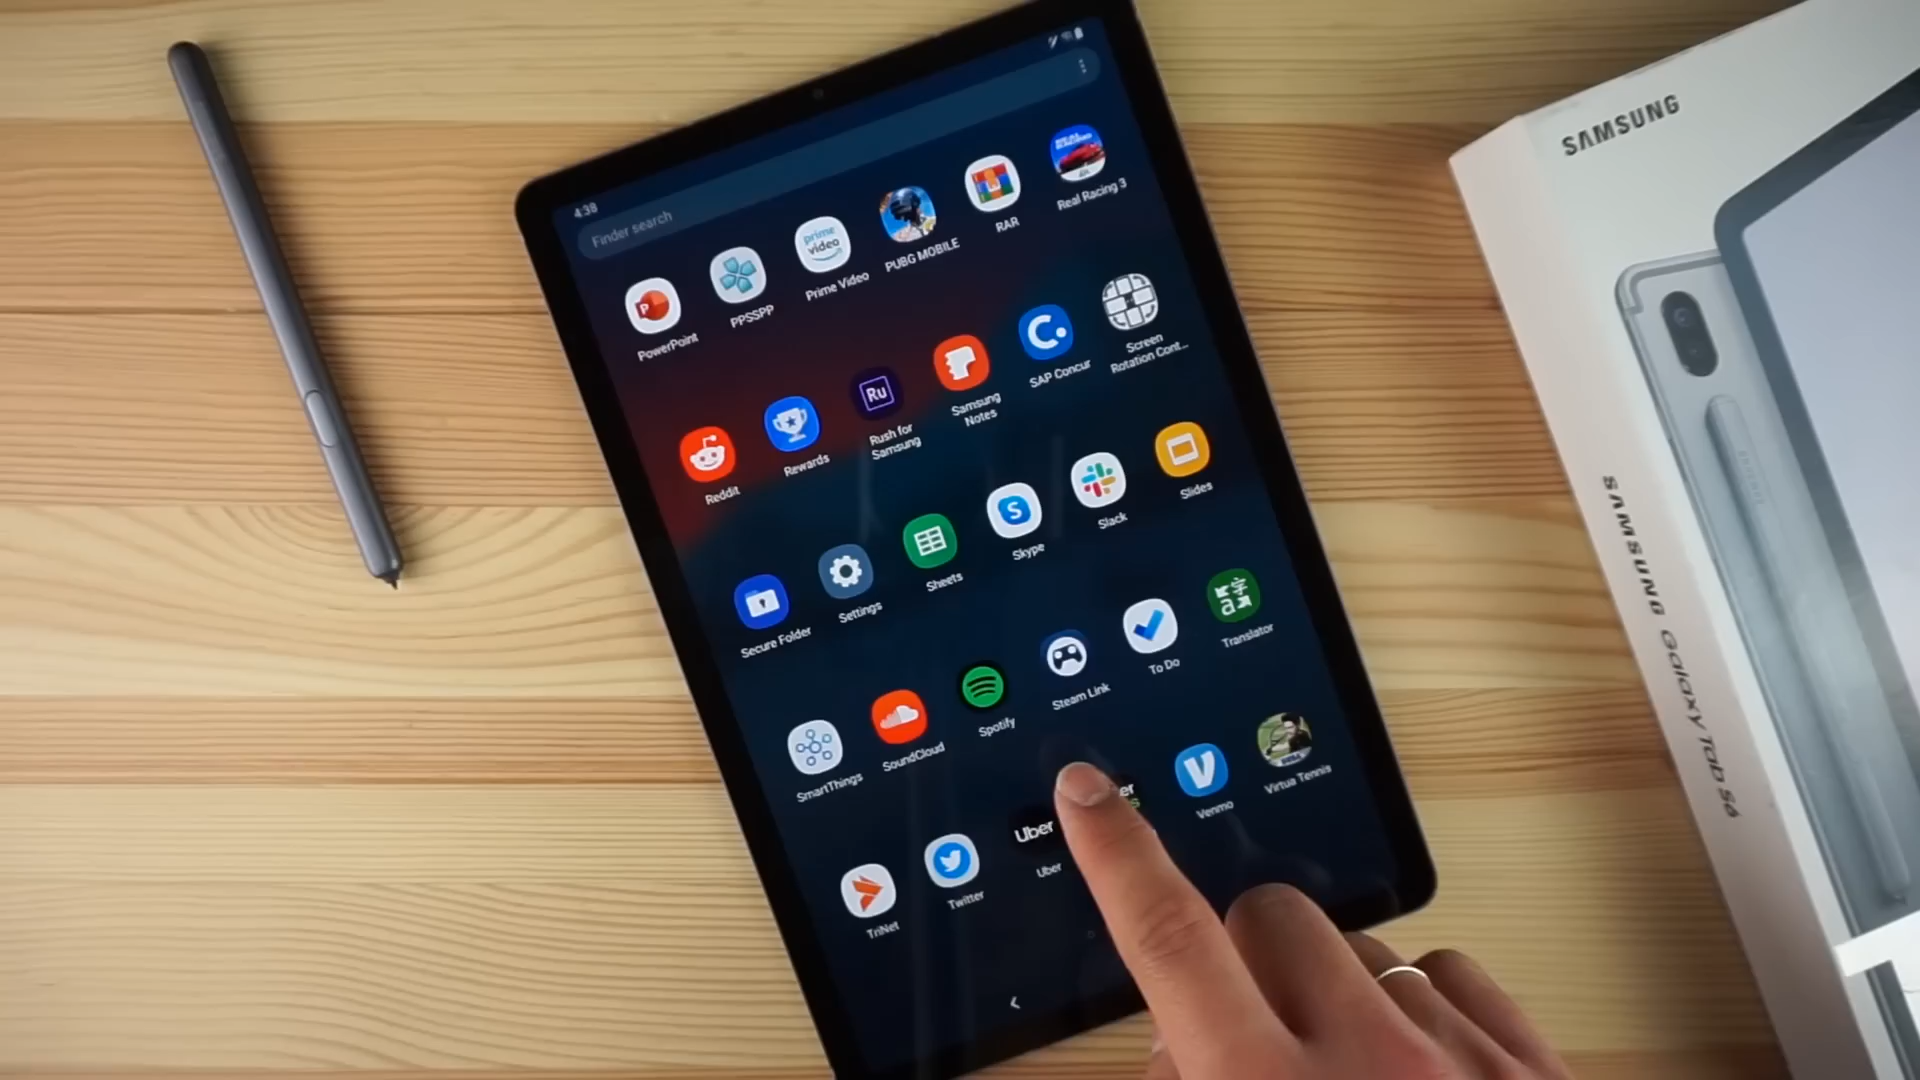 4:38
Finder search
REAL RACING
prime video
PowerPoint
PPSSPP
Prime Video
PUBG MOBILE
RAR
Real Racing 3
Ru
Reddit
Rewards
Rush for
Samsung
Samsung
Notes
SAP Concur
Screen
Rotation Cont...
Secure Folder
Settings
Sheets
Skype
Slack
Slides
SmartThings
SoundCloud
Spotify
Steam Link
To Do
Translator
TriNet
Twitter
Uber
Uber
Venmo
Virtua Tennis
SAMSUNG
SAMSUNG Galaxy Tab S6